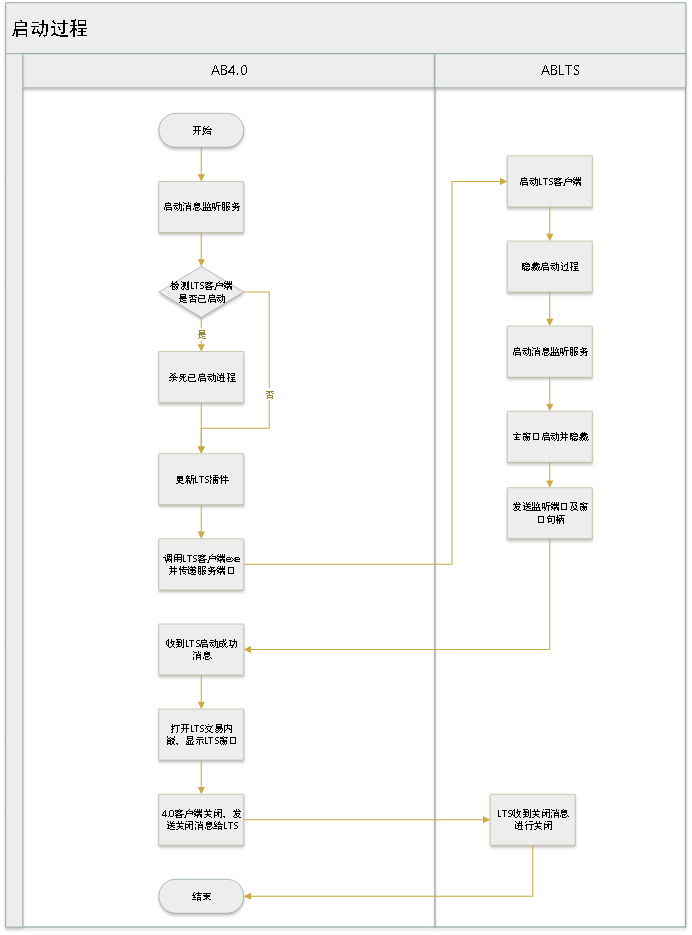 启动过程
AB4.0
ABLTS
开始
启动消息监听服务
检测LTS客户端
是否已启动
是
杀死已启动进程
否
更新LTS插件
调用LTS客户端exe
并传递服务端口
启动LTS客户端
隐藏启动过程
启动消息监听服务
主窗口启动并隐藏
发送监听端口及窗
口句柄
收到LTS启动成功
消息
打开LTS交易内
嵌、显示LTS窗口
4.0客户端关闭、发
送关闭消息给LTS
LTS收到关闭消息
进行关闭
结束